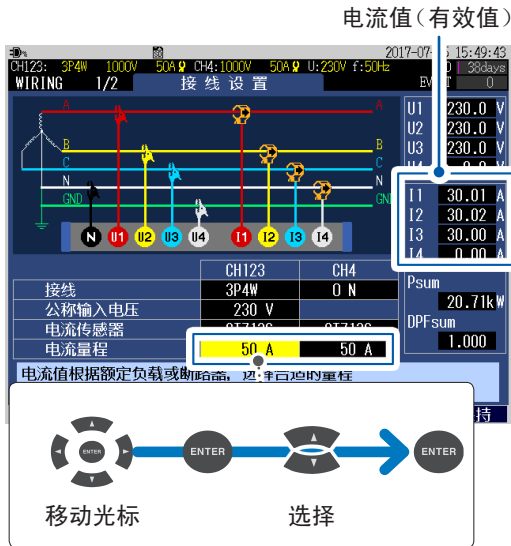 电流值（有效值）
2017-07- 15:49:43
CH123: 3P4W 1000V 50A CH4:1000V 50A U:230V f:50Hz 38days
WIRING 1/2 接线设置 EV T 0
A A
B B
C C
N N
GND GN
N U1 U2 U3 U4 I1 I2 I3 I4
U1 230.0 V
U2 230.0 V
U3 230.0 V
I1 30.01 A
I2 30.02 A
I3 30.00 A
I4 0.00 A
Psum
20.71kW
DPFsum
1.000
CH123 CH4
接线 3P4W ON
公称输入电压 230 V
电流传感器
电流量程 50 A 50 A
电流值根据额定负载或断路器，选择合适的量程
持
ENTER ENTER ENTER
移动光标 选择